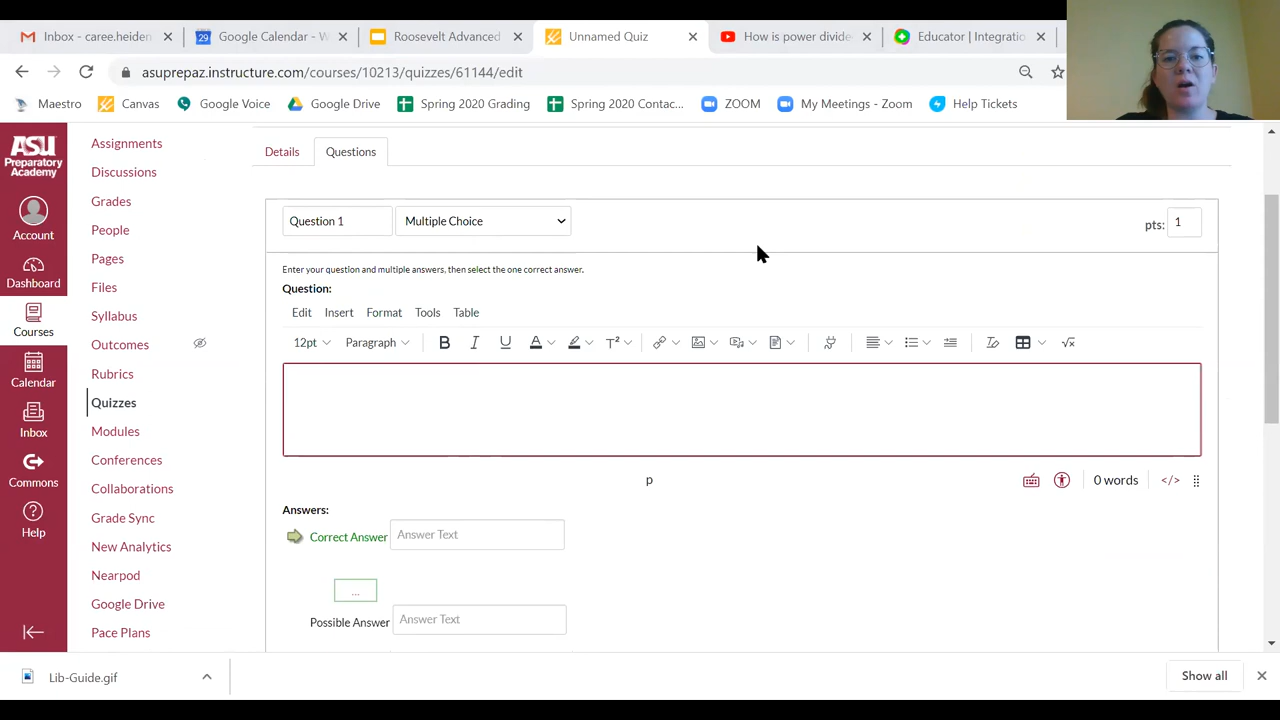 Inbox - caree.heiden
Google Calendar - W
Roosevelt Advanced
Unnamed Quiz
How is power divide
Educator | Integratio
asuprepaz.instructure.com/courses/10213/quizzes/61144/edit
Maestro
Canvas
Google Voice
Google Drive
Spring 2020 Grading
Spring 2020 Contac...
ZOOM
My Meetings - Zoom
Help Tickets
ASU
Preparatory
Academy
Account
Dashboard
Courses
Calendar
Inbox
Commons
Help
Assignments
Discussions
Grades
People
Pages
Files
Syllabus
Outcomes
Rubrics
Quizzes
Modules
Conferences
Collaborations
Grade Sync
New Analytics
Nearpod
Google Drive
Pace Plans
Details
Questions
Question 1
Multiple Choice
pts: 1
Enter your question and multiple answers, then select the one correct answer.
Question:
Edit Insert Format Tools Table
12pt Paragraph B I U A T² √x
p
0 words </>
Answers:
Correct Answer Answer Text
...
Possible Answer Answer Text
Lib-Guide.gif
Show all